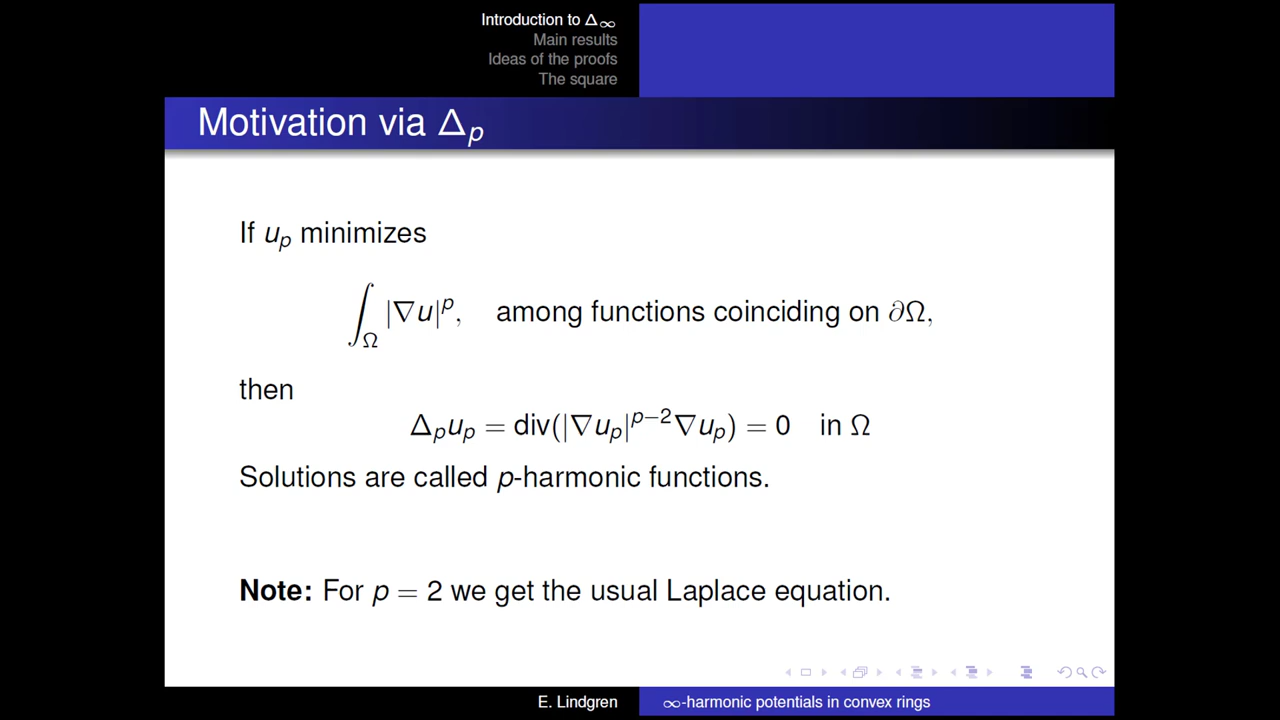 Introduction to Δ∞
Main results
Ideas of the proofs
The square
Motivation via Δₚ
If uₚ minimizes
∫_Ω |∇u|^p, among functions coinciding on ∂Ω,
then
Δₚuₚ = div(|∇uₚ|^{p−2}∇uₚ) = 0 in Ω
Solutions are called p-harmonic functions.
Note: For p = 2 we get the usual Laplace equation.
E. Lindgren
∞-harmonic potentials in convex rings